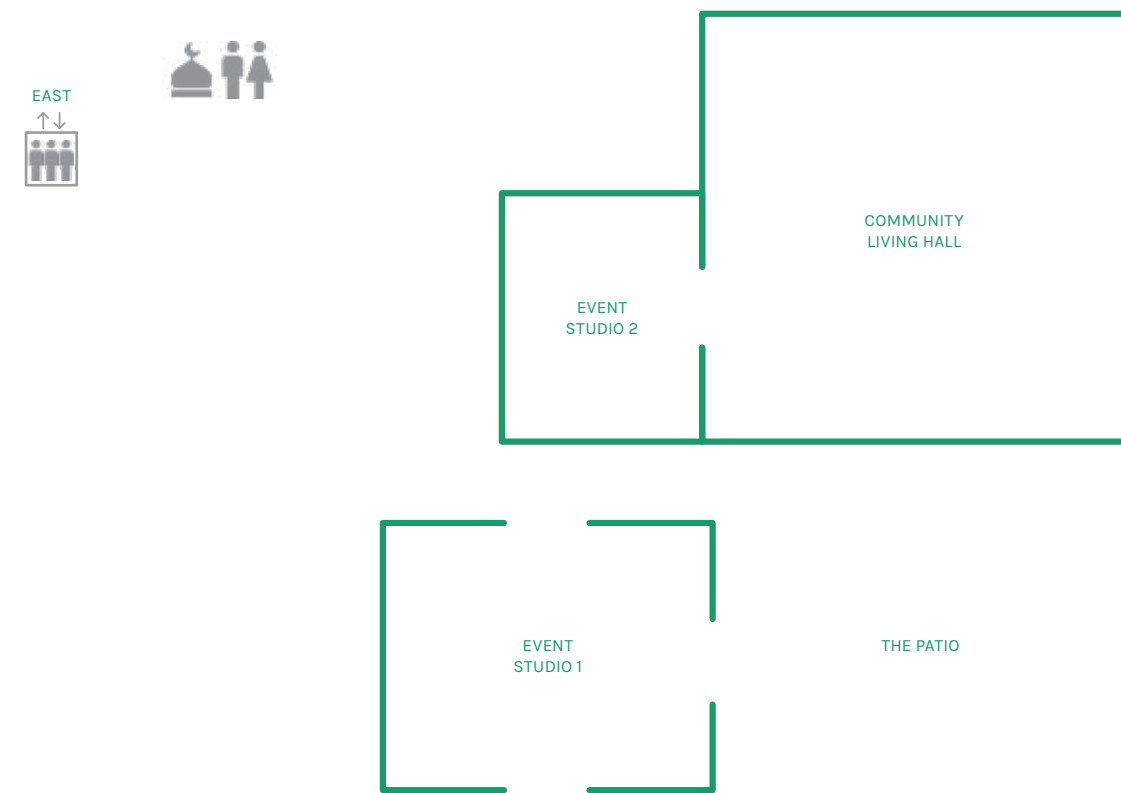 EAST
COMMUNITY
LIVING HALL
EVENT
STUDIO 2
EVENT
STUDIO 1
THE PATIO